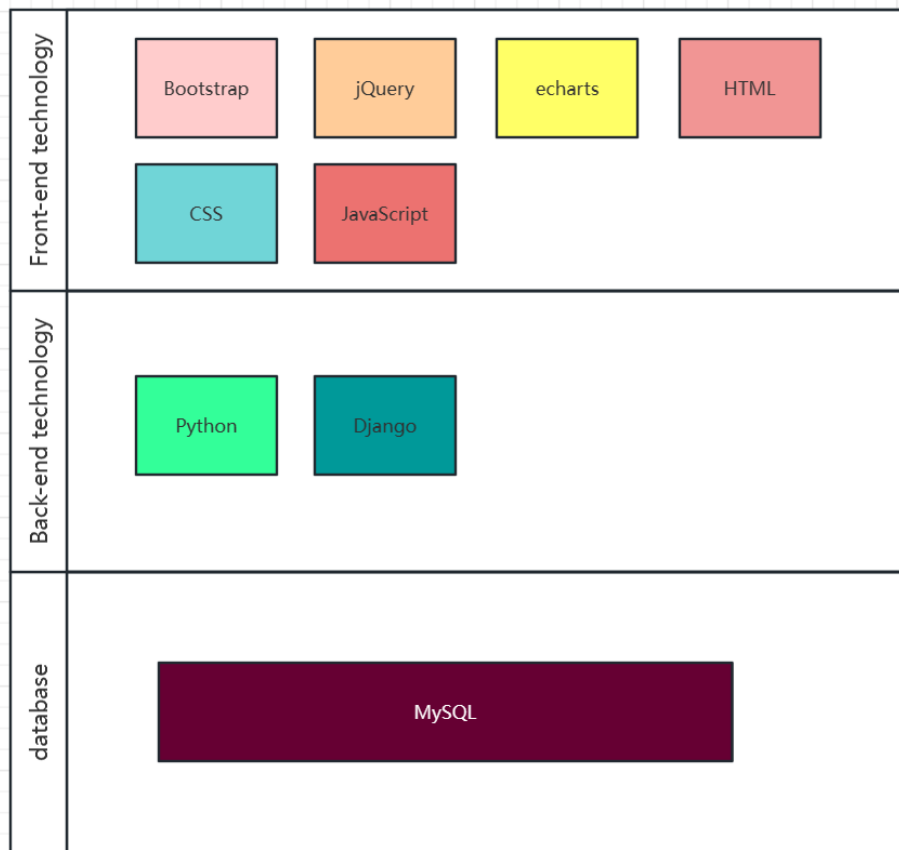 Front-end technology
Bootstrap
jQuery
echarts
HTML
CSS
JavaScript
Back-end technology
Python
Django
database
MySQL